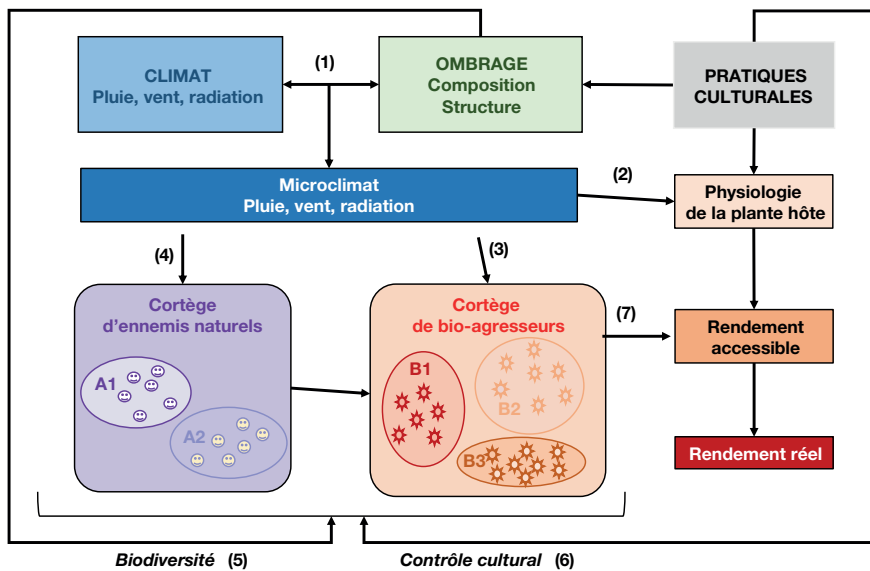 CLIMAT
Pluie, vent, radiation
(1)
OMBRAGE
Composition
Structure
PRATIQUES
CULTURALES
Microclimat
Pluie, vent, radiation
(2)
Physiologie
de la plante hôte
(4)
(3)
Cortège
d'ennemis naturels
A1
A2
Cortège
de bio-agresseurs
B1
B2
B3
(7)
Rendement
accessible
Rendement réel
Biodiversité (5)
Contrôle cultural (6)